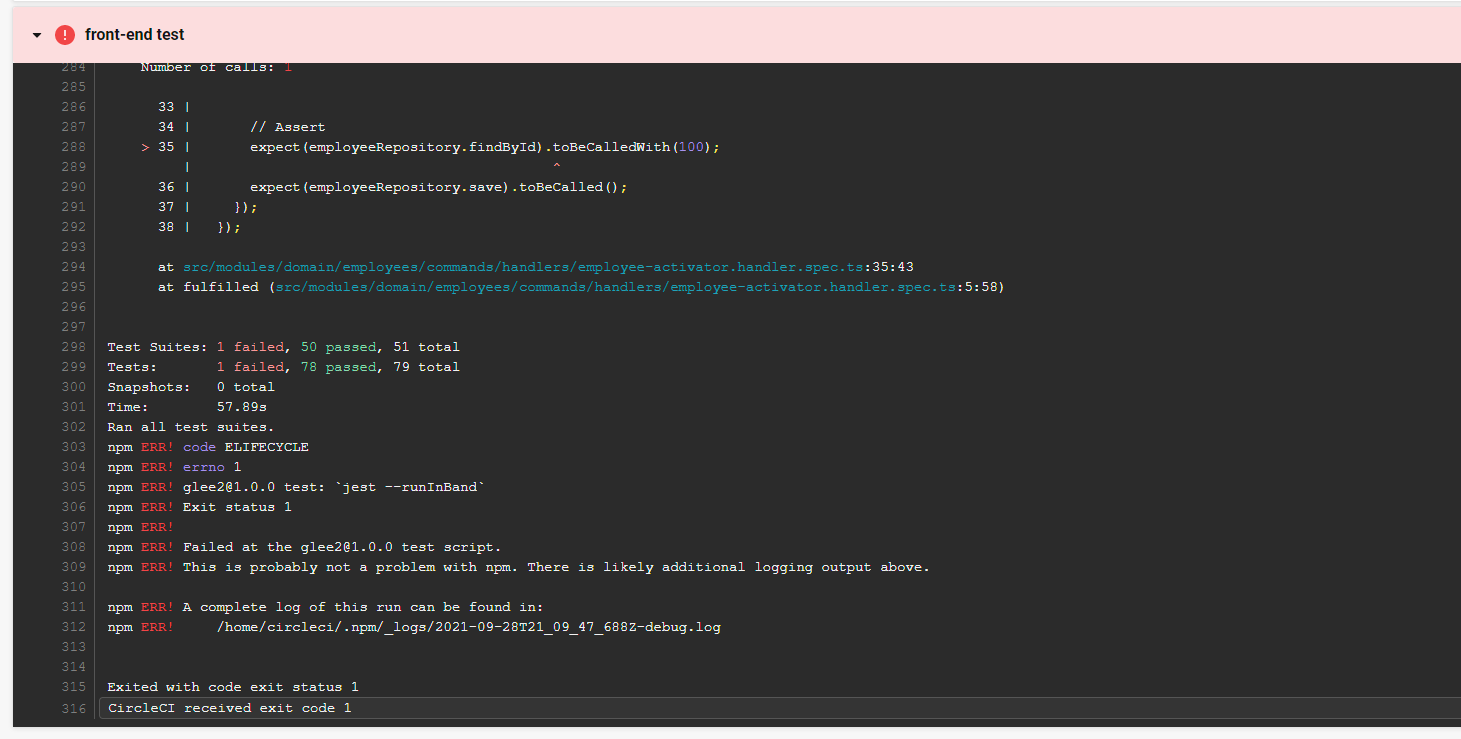 front-end test
284 Number of calls: 1
285
286 33 |
287 34 | // Assert
288 > 35 | expect(employeeRepository.findById).toBeCalledWith(100);
289 | ^
290 36 | expect(employeeRepository.save).toBeCalled();
291 37 | });
292 38 | });
293
294 at src/modules/domain/employees/commands/handlers/employee-activator.handler.spec.ts:35:43
295 at fulfilled (src/modules/domain/employees/commands/handlers/employee-activator.handler.spec.ts:5:58)
296
297
298 Test Suites: 1 failed, 50 passed, 51 total
299 Tests: 1 failed, 78 passed, 79 total
300 Snapshots: 0 total
301 Time: 57.89s
302 Ran all test suites.
303 npm ERR! code ELIFECYCLE
304 npm ERR! errno 1
305 npm ERR! glee2@1.0.0 test: `jest --runInBand`
306 npm ERR! Exit status 1
307 npm ERR!
308 npm ERR! Failed at the glee2@1.0.0 test script.
309 npm ERR! This is probably not a problem with npm. There is likely additional logging output above.
310
311 npm ERR! A complete log of this run can be found in:
312 npm ERR! /home/circleci/.npm/_logs/2021-09-28T21_09_47_688Z-debug.log
313
314
315 Exited with code exit status 1
316 CircleCI received exit code 1